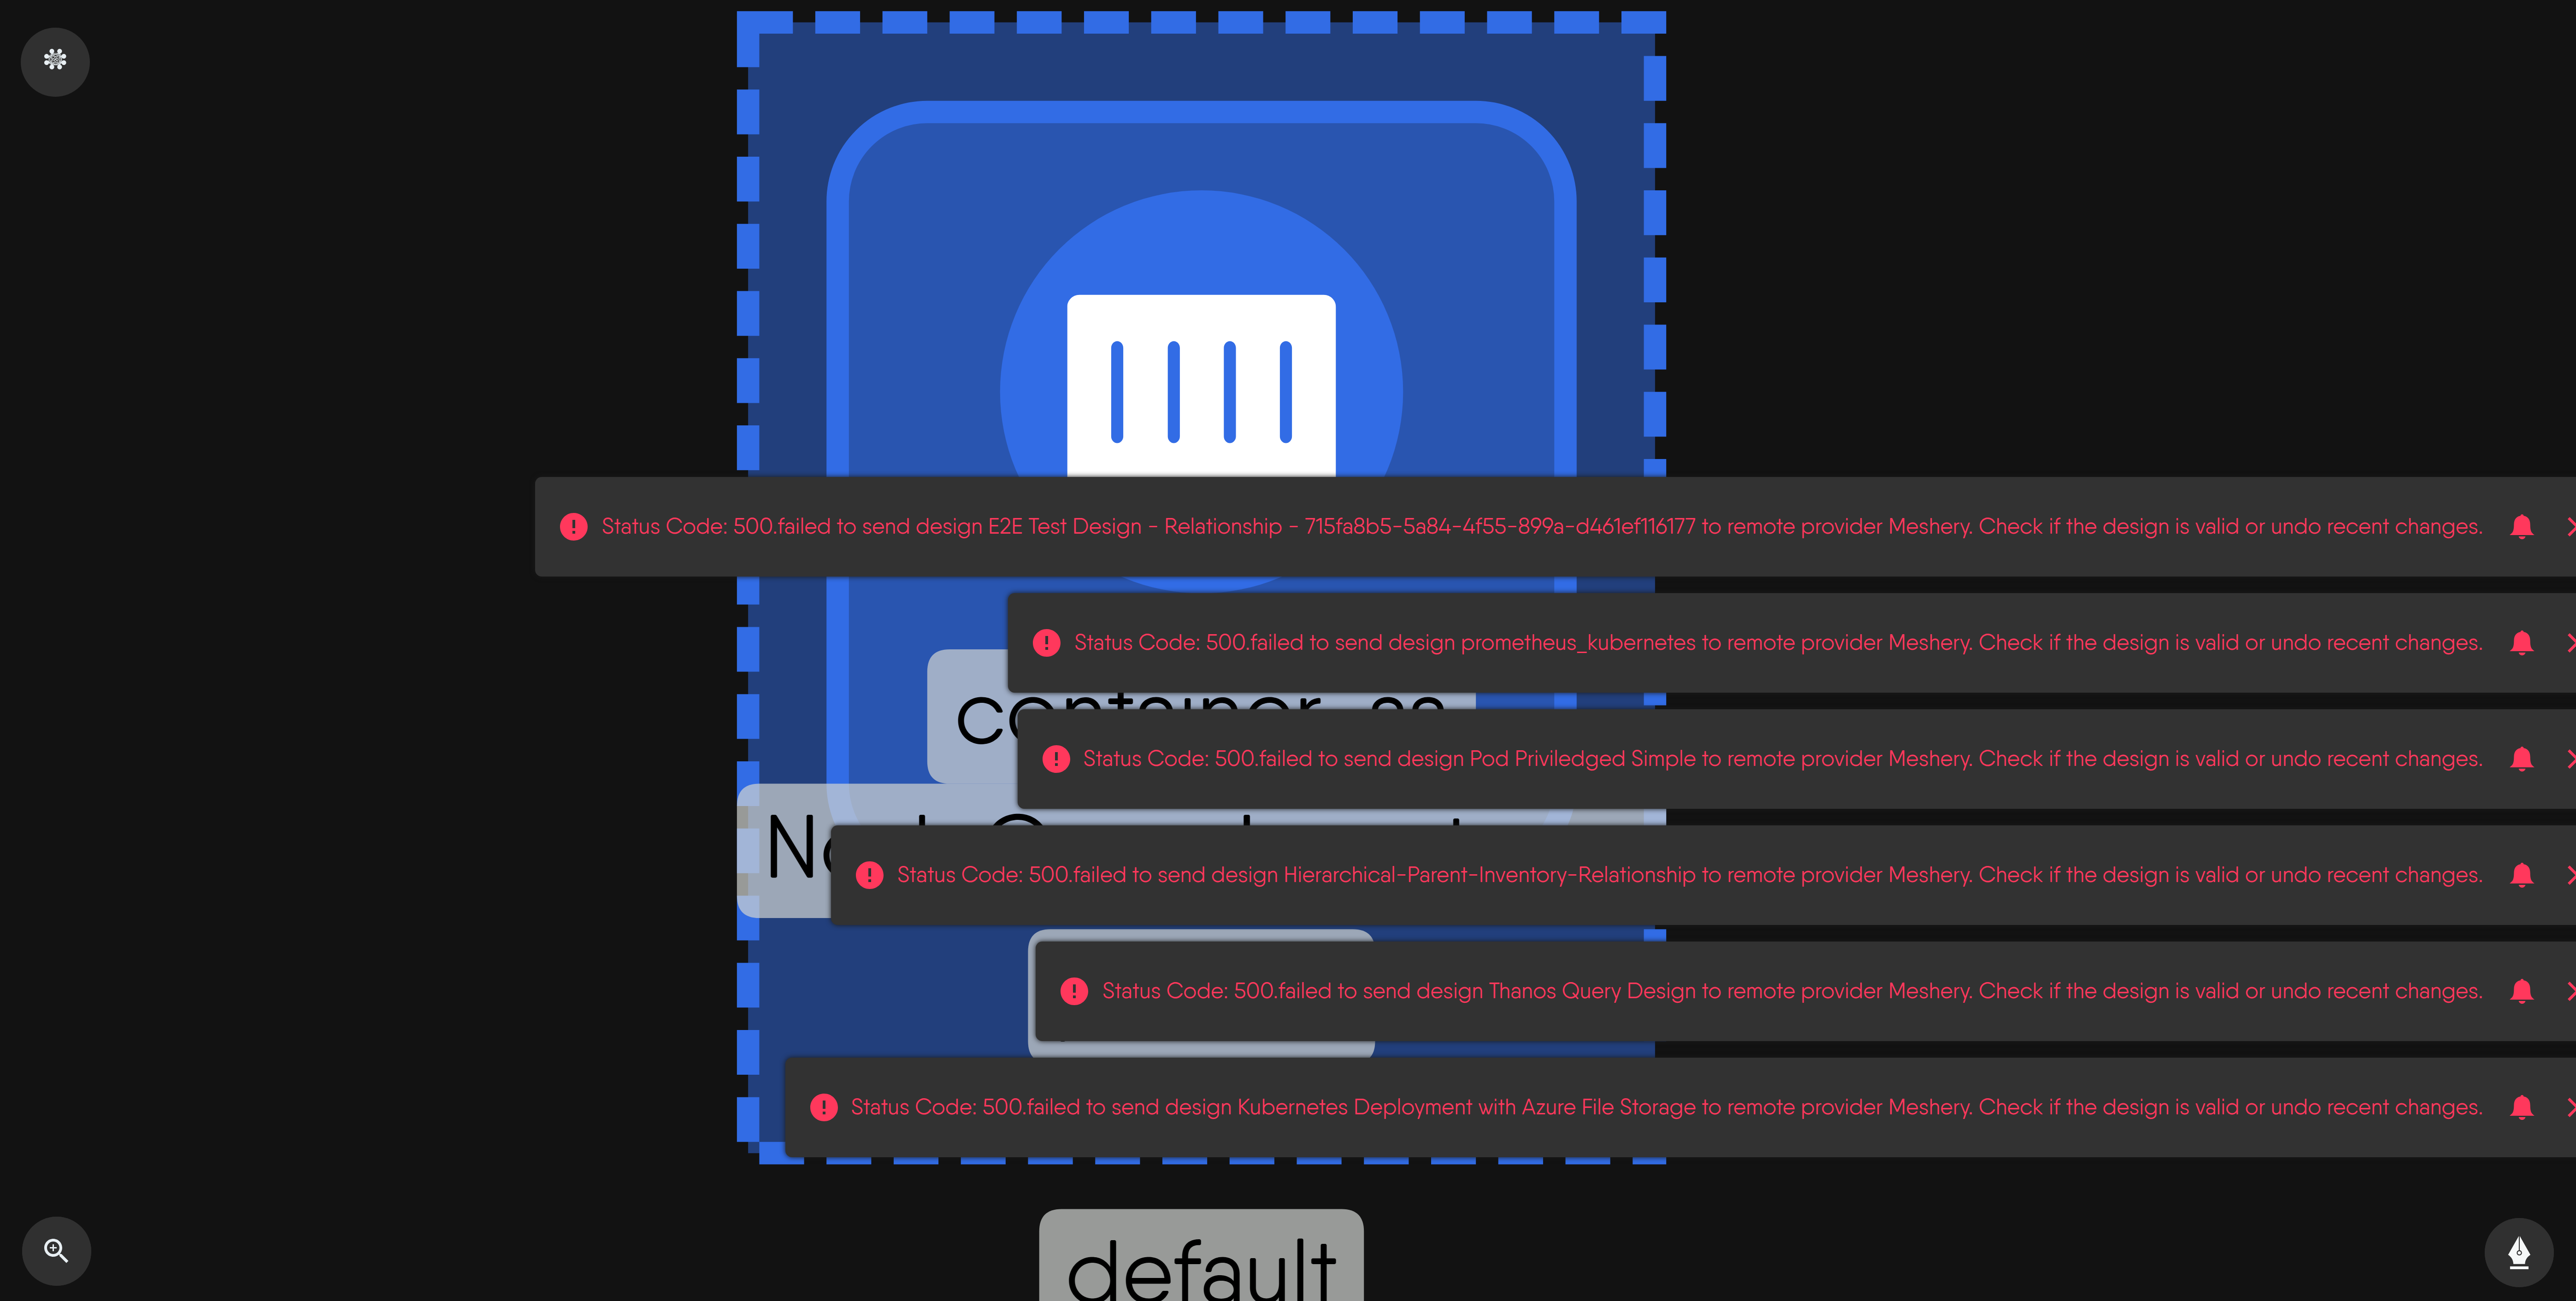 Status Code: 500.failed to send design E2E Test Design - Relationship - 715fa8b5-5a84-4f55-899a-d461ef116177 to remote provider Meshery. Check if the design is valid or undo recent changes.
Status Code: 500.failed to send design prometheus_kubernetes to remote provider Meshery. Check if the design is valid or undo recent changes.
Status Code: 500.failed to send design Pod Priviledged Simple to remote provider Meshery. Check if the design is valid or undo recent changes.
Status Code: 500.failed to send design Hierarchical-Parent-Inventory-Relationship to remote provider Meshery. Check if the design is valid or undo recent changes.
Status Code: 500.failed to send design Thanos Query Design to remote provider Meshery. Check if the design is valid or undo recent changes.
Status Code: 500.failed to send design Kubernetes Deployment with Azure File Storage to remote provider Meshery. Check if the design is valid or undo recent changes.
default